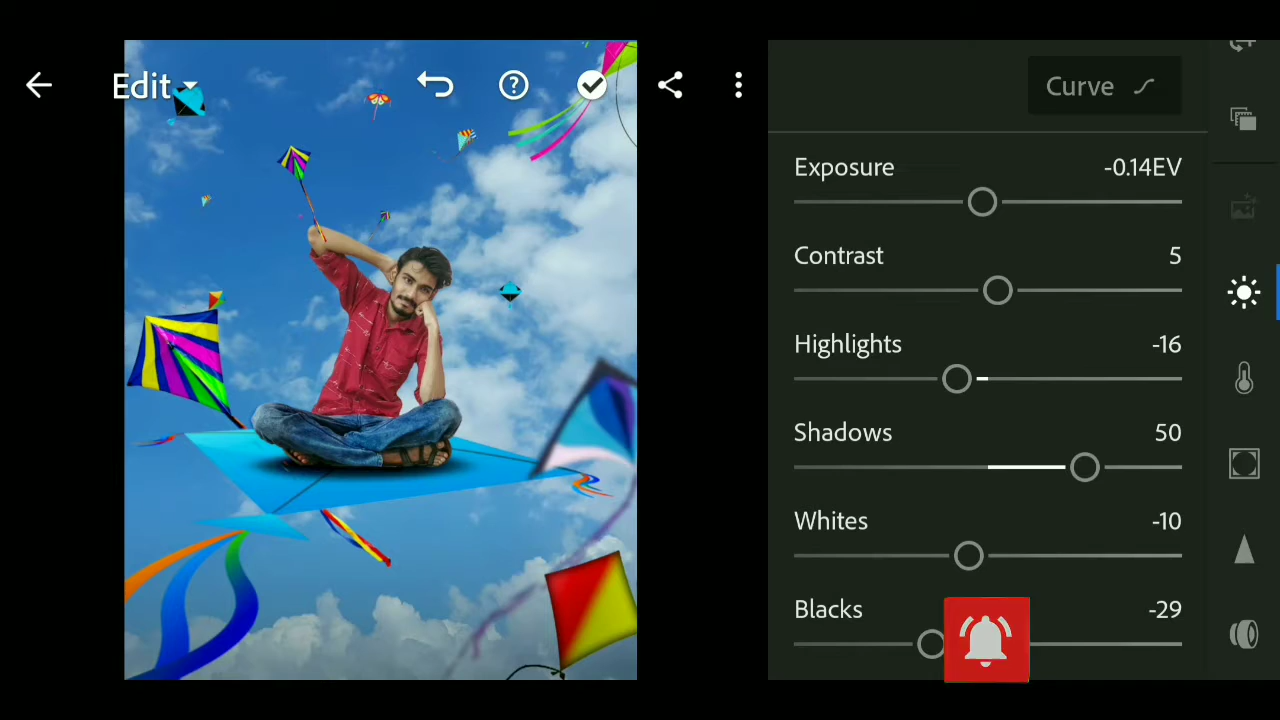 Edit
Curve
Exposure -0.14EV
Contrast 5
Highlights -16
Shadows 50
Whites -10
Blacks -29